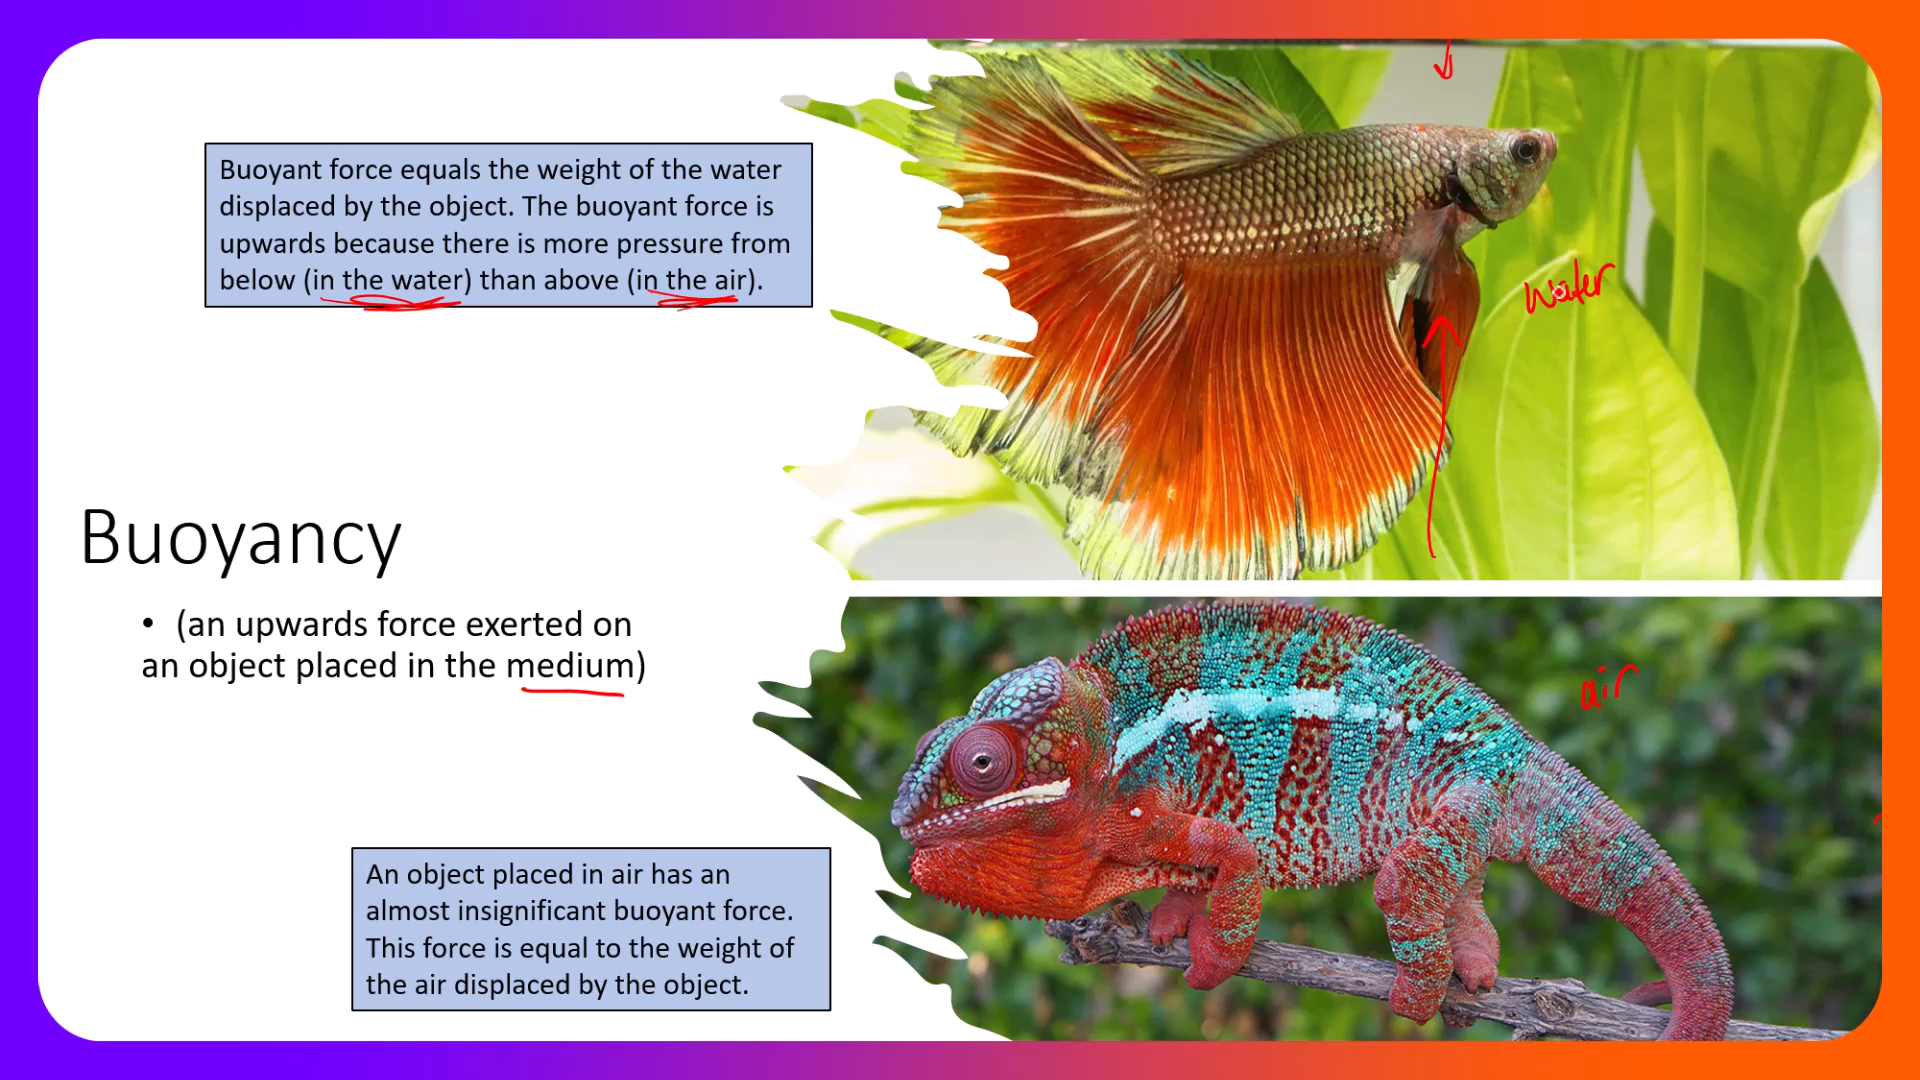 Buoyant force equals the weight of the water
displaced by the object. The buoyant force is
upwards because there is more pressure from
below (in the water) than above (in the air).
water
Buoyancy
• (an upwards force exerted on
an object placed in the medium)
air
An object placed in air has an
almost insignificant buoyant force.
This force is equal to the weight of
the air displaced by the object.